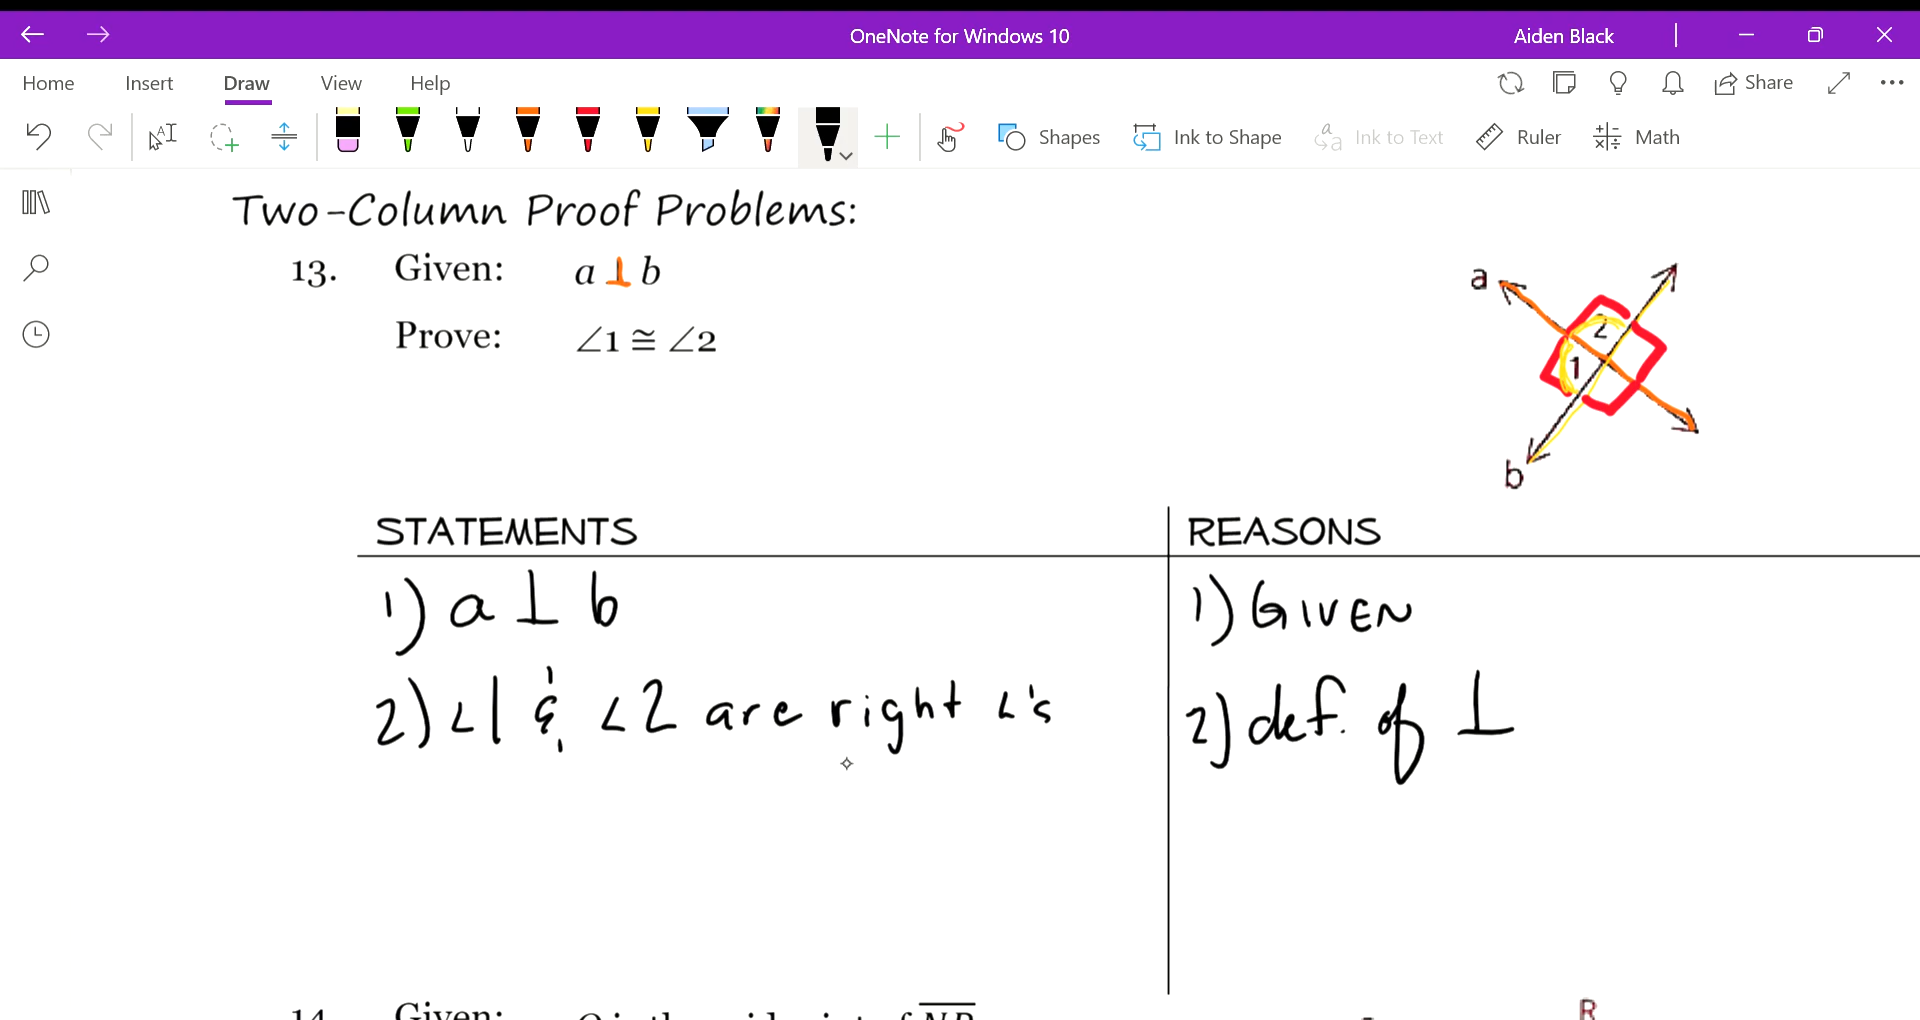 OneNote for Windows 10
Aiden Black
Home Insert Draw View Help
Share
Shapes Ink to Shape Ink to Text Ruler Math
Two-Column Proof Problems:
13. Given: a ⊥ b
Prove: ∠1 ≅ ∠2
a
2
1
b
STATEMENTS REASONS
1) a ⊥ b 1) GIVEN
2) ∠1 & ∠2 are right ∠'s 2) def. of ⊥
14. Given:
R